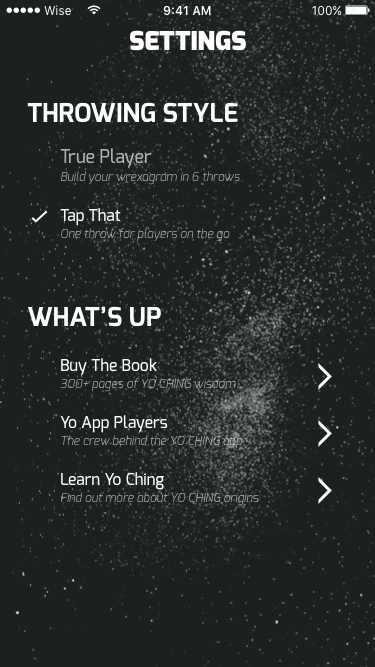 Wise 9:41 AM 100%
SETTINGS
THROWING STYLE
True Player
Build your wrexagram in 6 throws
Tap That
One throw for players on the go
WHAT'S UP
Buy The Book
300+ pages of YO CHING wisdom
Yo App Players
The crew behind the YO CHING app
Learn Yo Ching
Find out more about YO CHING origins